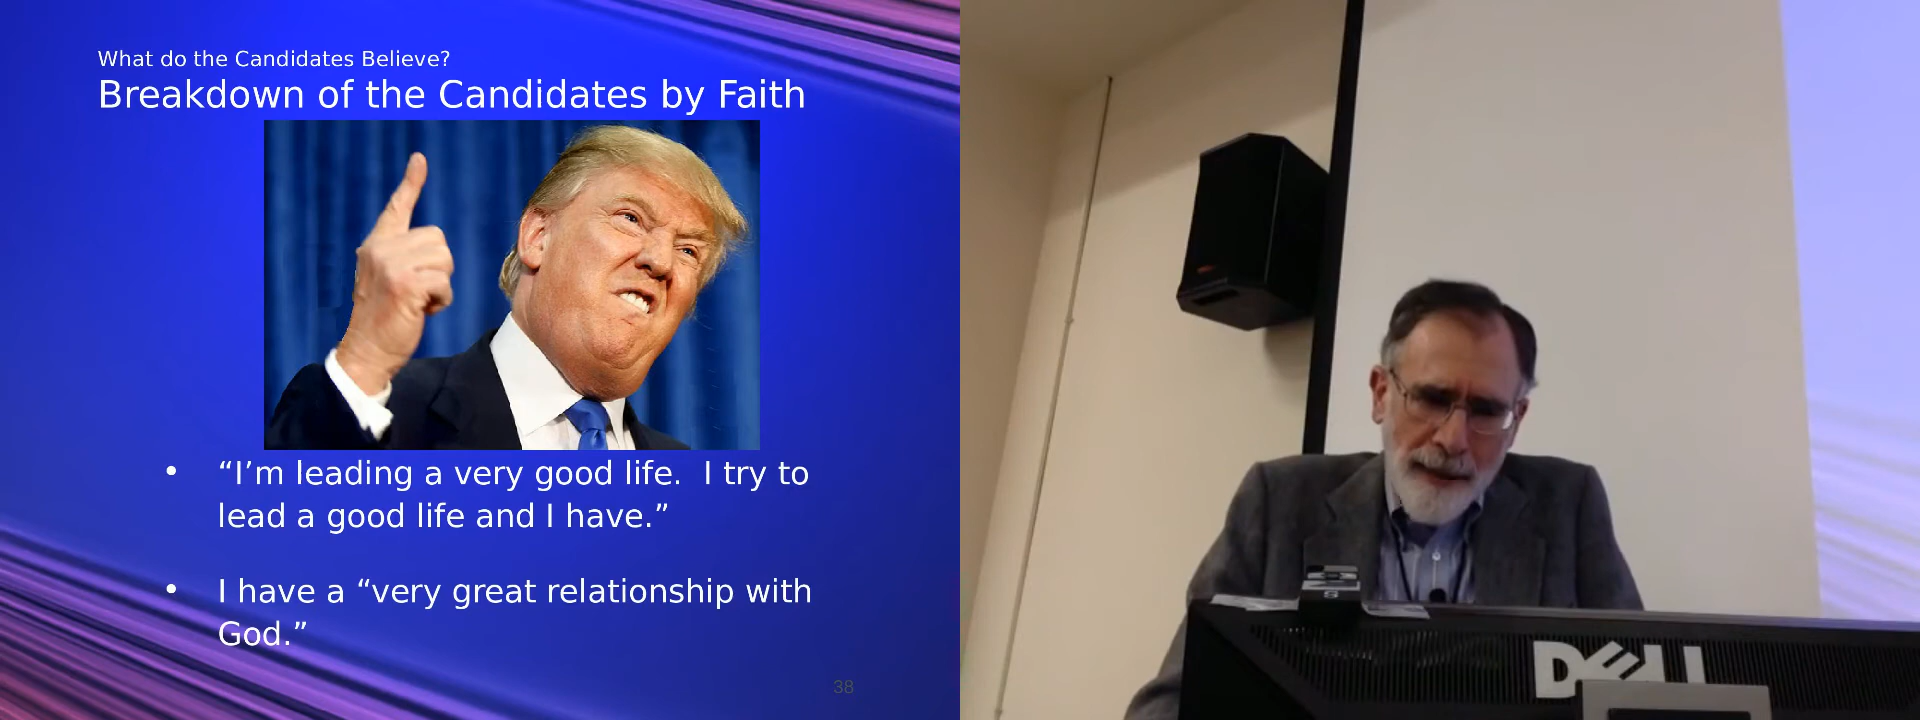 What do the Candidates Believe?
Breakdown of the Candidates by Faith
• “I’m leading a very good life.  I try to
lead a good life and I have.”
• I have a “very great relationship with
God.”
38
DELL